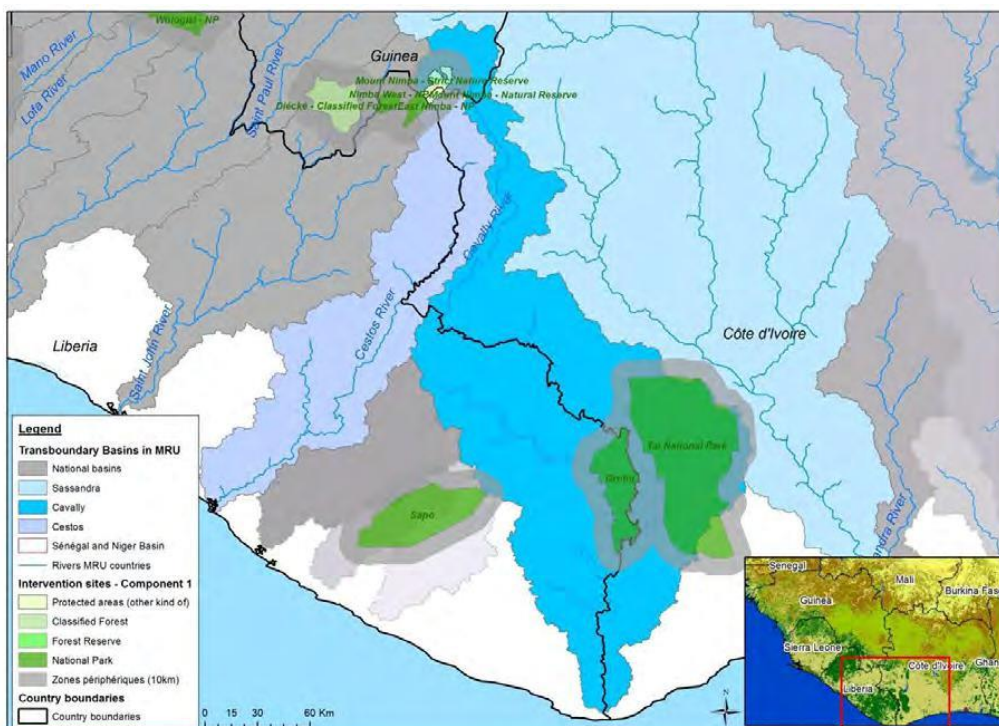 Wologisi - NP
Mano River
Lofa River
Saint Paul River
Guinea
Mount Nimba - Strict Nature Reserve
Nimba West - NP
Mount Nimba - Natural Reserve
Diécké - Classified Forest
East Nimba - NP
Cavally River
Cestos River
Saint John River
Liberia
Côte d'Ivoire
Taï National Park
Grebo
Sapo
Legend
Transboundary Basins in MRU
National basins
Sassandra
Cavally
Cestos
Sénégal and Niger Basin
Rivers MRU countries
Intervention sites - Component 1
Protected areas (other kind of)
Classified Forest
Forest Reserve
National Park
Zones périphériques (10km)
Country boundaries
Country boundaries
0 15 30 60 Km
N
Senegal
Mali
Guinea
Burkina Fas
Sierra Leone
Côte d'Ivoire
Ghan
Liberia